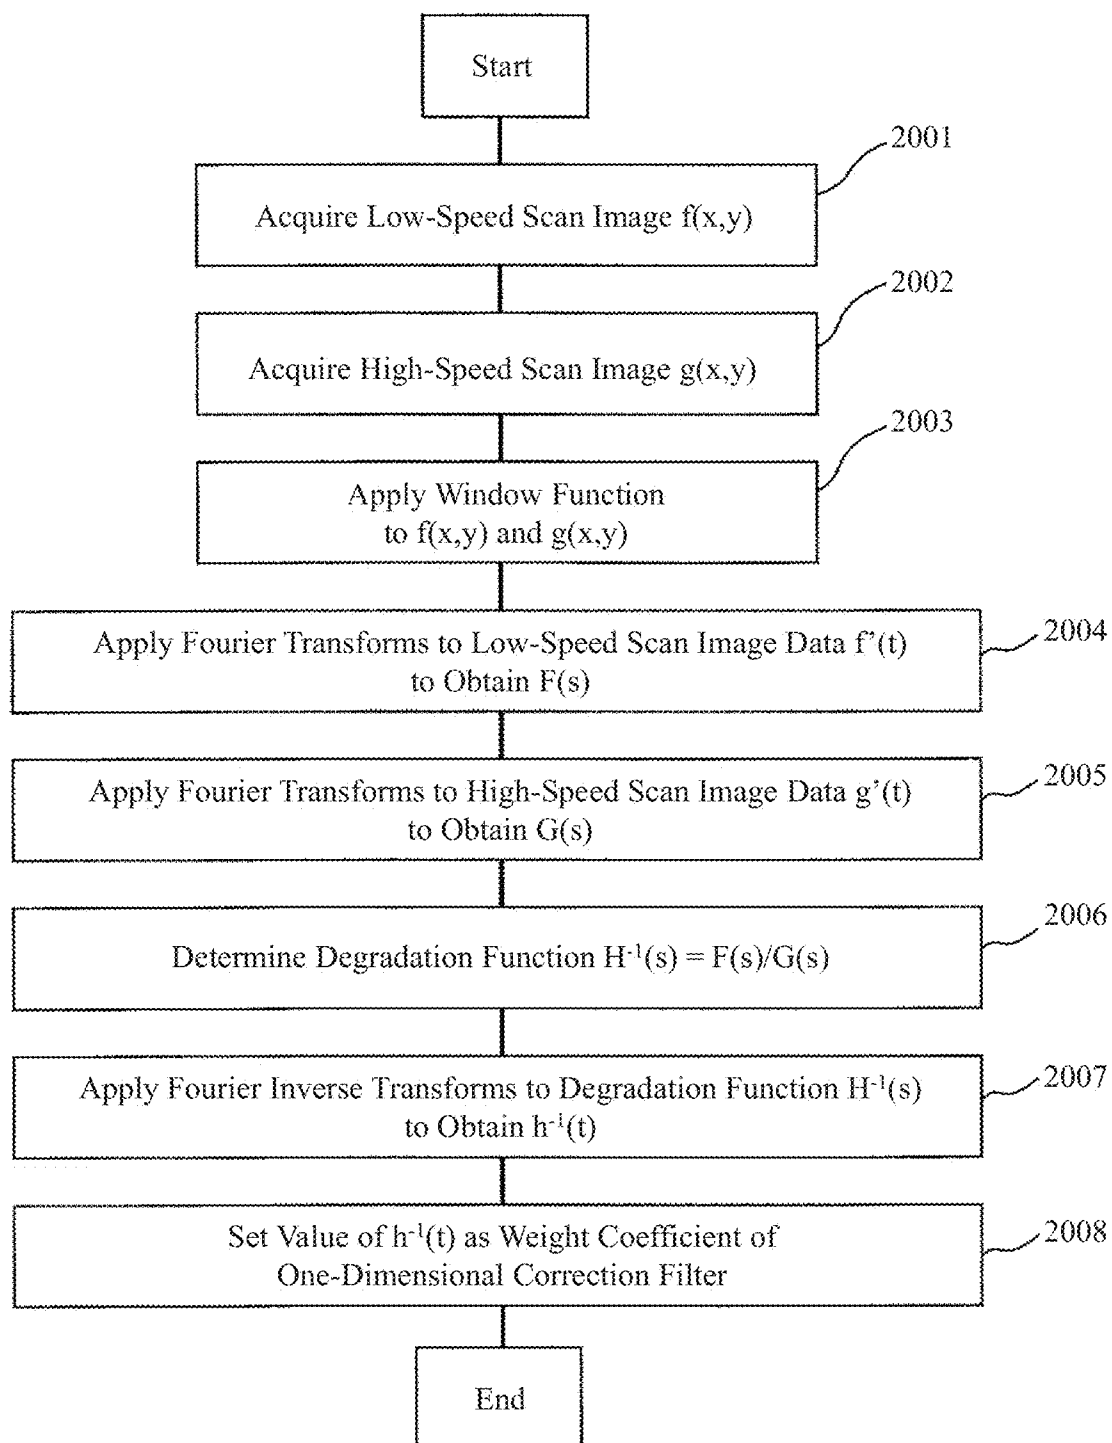 Start
2001
Acquire Low-Speed Scan Image f(x,y)
2002
Acquire High-Speed Scan Image g(x,y)
2003
Apply Window Function
to f(x,y) and g(x,y)
2004
Apply Fourier Transforms to Low-Speed Scan Image Data f’(t)
to Obtain F(s)
2005
Apply Fourier Transforms to High-Speed Scan Image Data g’(t)
to Obtain G(s)
2006
Determine Degradation Function H⁻¹(s) = F(s)/G(s)
2007
Apply Fourier Inverse Transforms to Degradation Function H⁻¹(s)
to Obtain h⁻¹(t)
2008
Set Value of h⁻¹(t) as Weight Coefficient of
One-Dimensional Correction Filter
End